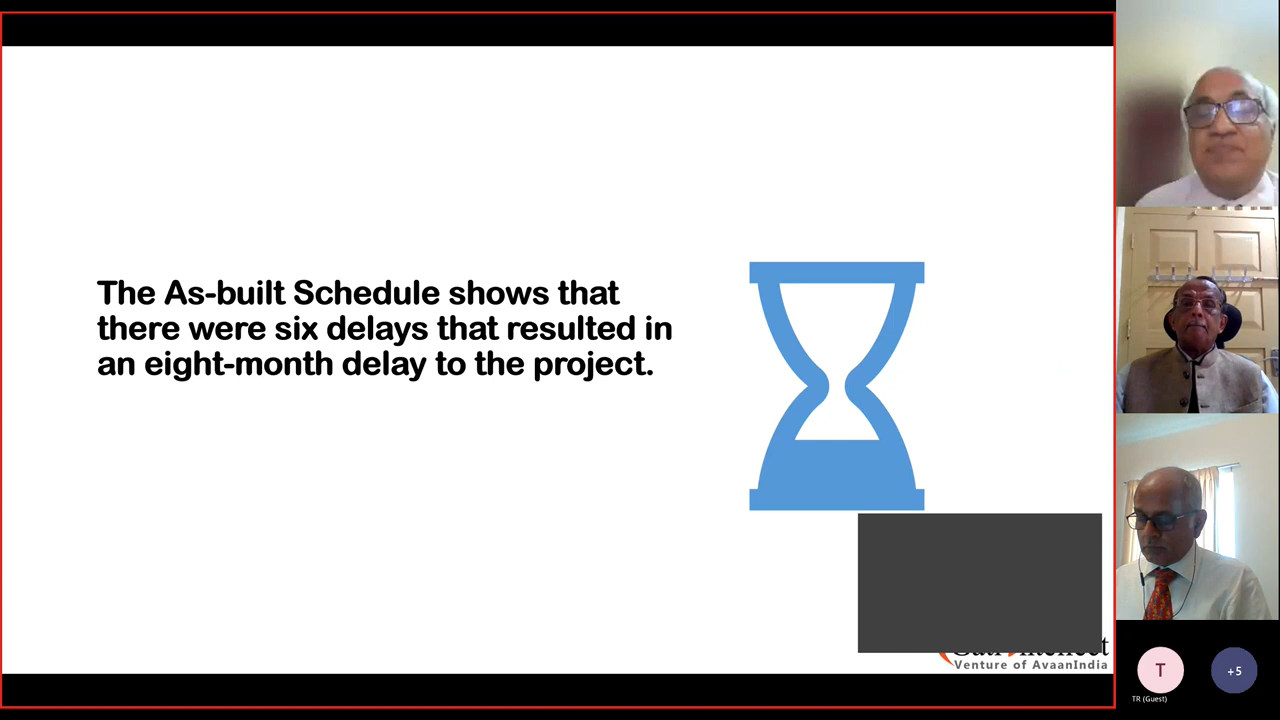 The As-built Schedule shows that
there were six delays that resulted in
an eight-month delay to the project.
Venture of AvaanIndia
T
+5
TR (Guest)